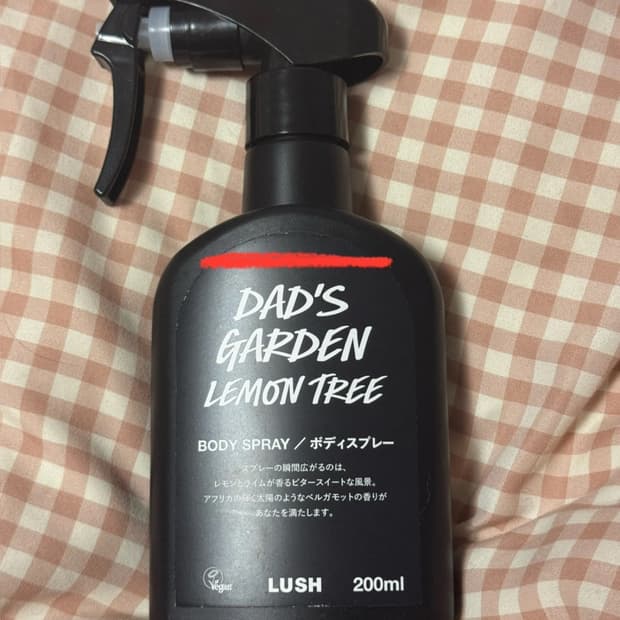 DAD'S
GARDEN
LEMON TREE
BODY SPRAY / ボディスプレー
スプレーの瞬間広がるのは、
レモンとライムが香るビタースイートな風景。
アフリカの輝く太陽のようなベルガモットの香りが
あなたを満たします。
Vegan
LUSH
200ml